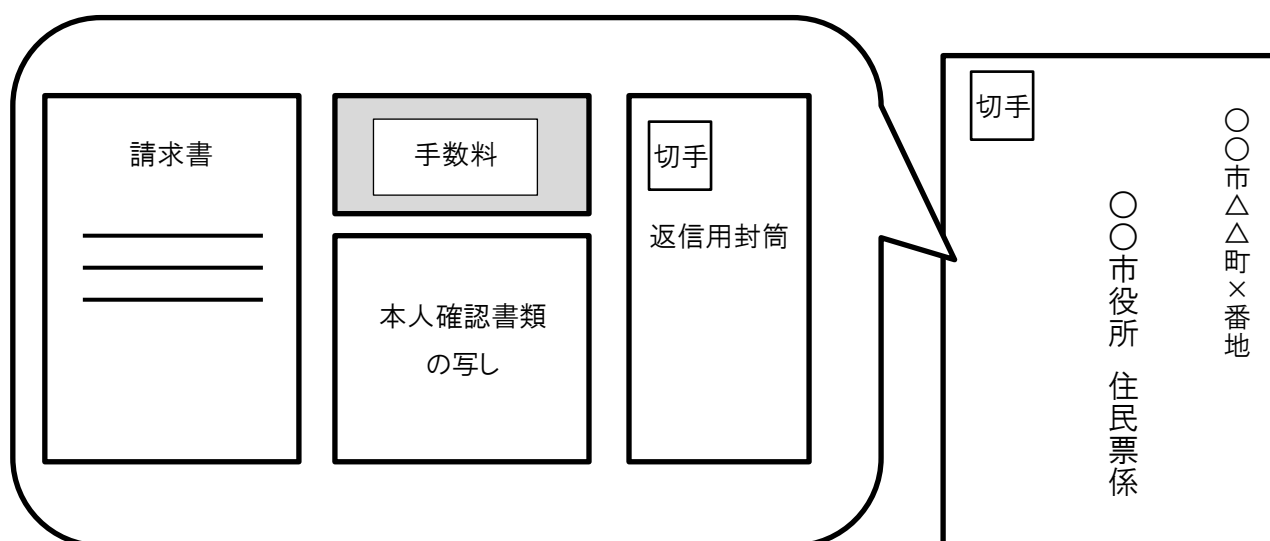 請求書
手数料
本人確認書類
の写し
切手
返信用封筒
切手
○○市△△町×番地
○○市役所 住民票係